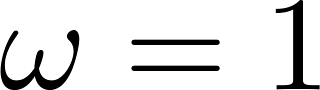 ω = 1